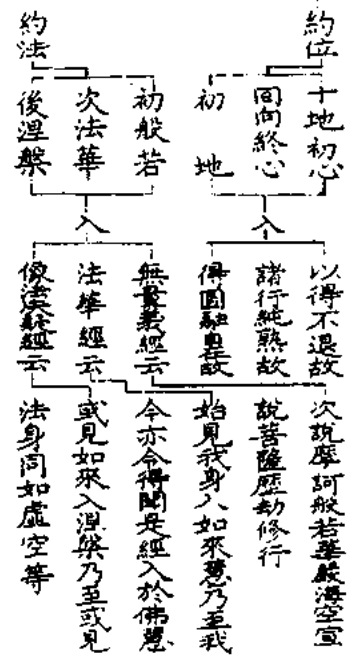 約位
十地初心
回向終心
初地
入
以得不退故
諸行純熟故
得圓融故
次說摩訶般若華嚴海空宣
說菩薩歷劫修行
始見我身入如來慧乃至我
約法
初般若
次法華
後涅槃
入
無量義經云
法華經云
像法決疑經云
今亦令得聞是經入於佛慧
或見如來入涅槃乃至或見
法身同如虛空等